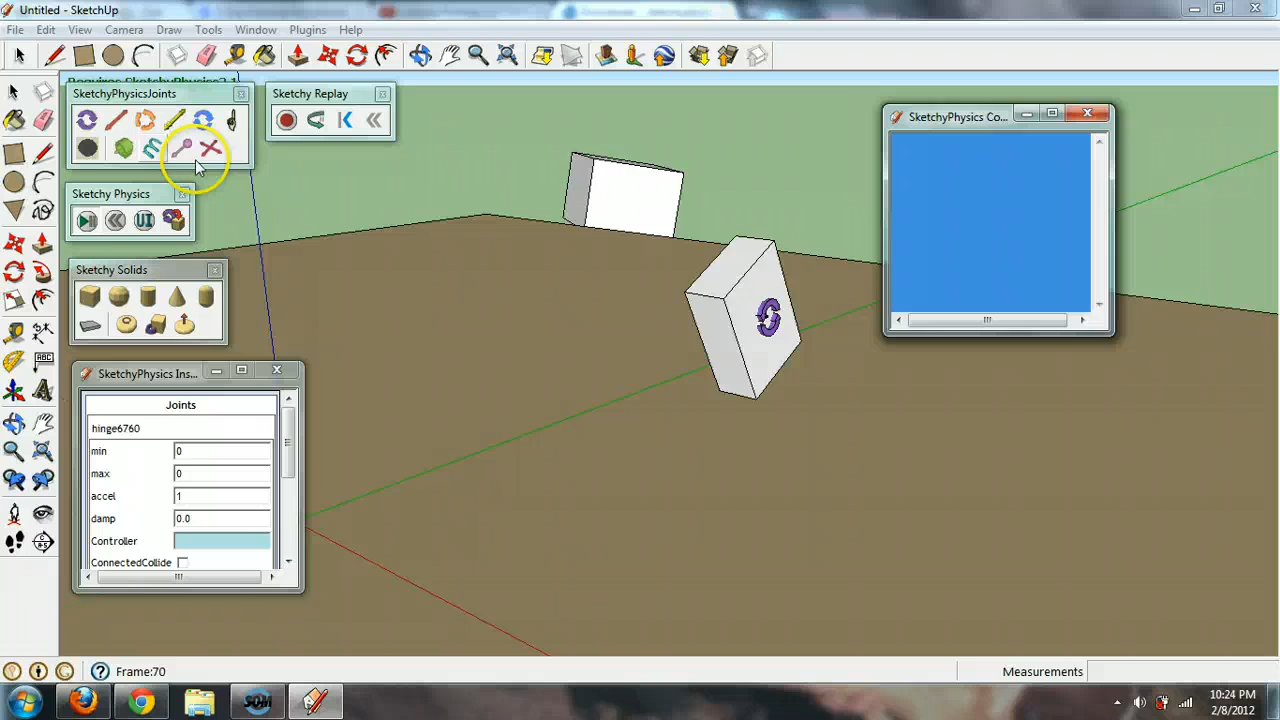 Untitled - SketchUp
File Edit View Camera Draw Tools Window Plugins Help
SketchyPhysicsJoints
Sketchy Replay
SketchyPhysics Co...
Sketchy Physics
UI
Sketchy Solids
ABC
SketchyPhysics Ins...
Joints
hinge6760
min 0
max 0
accel 1
damp 0.0
Controller
ConnectedCollide
Frame:70
Measurements
10:24 PM
2/8/2012